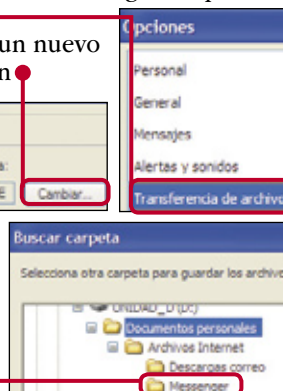 un nuevo
n
a:
Cambiar...
Opciones
Personal
General
Mensajes
Alertas y sonidos
Transferencia de archivo
Buscar carpeta
Selecciona otra carpeta para guardar los archivo
UNIDAD_D (D:)
Documentos personales
Archivos Internet
Descargas correo
Messenger